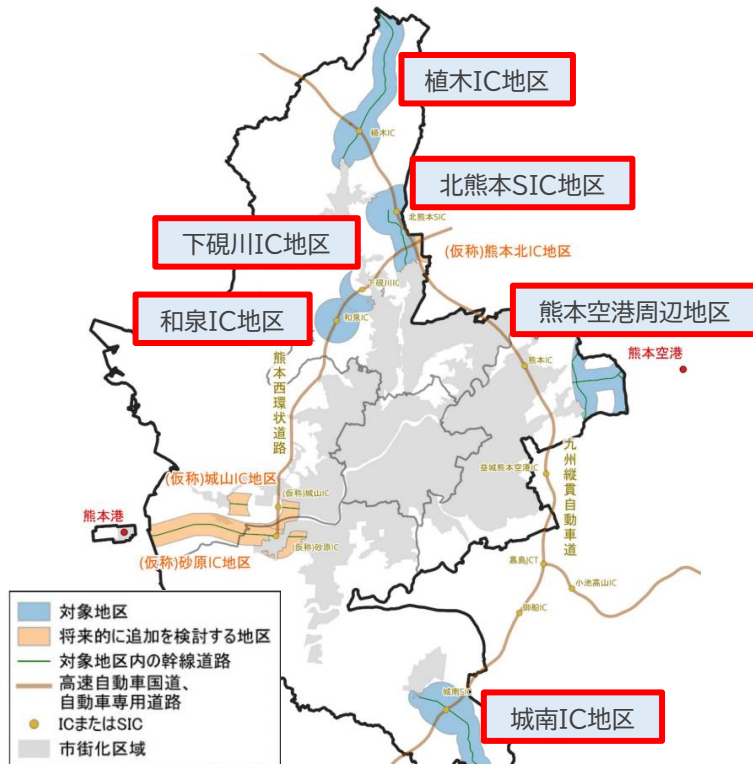 植木IC地区
植木IC
北熊本SIC地区
北熊本SIC
下硯川IC地区
(仮称)熊本北IC地区
下硯川IC
和泉IC地区
和泉IC
熊本空港周辺地区
熊本空港
熊本IC
熊本西環状道路
九州縦貫自動車道
益城熊本空港IC
(仮称)城山IC地区
(仮称)城山IC
熊本港
(仮称)砂原IC
(仮称)砂原IC地区
嘉島JCT
小池高山IC
御船IC
城南SIC
城南IC地区
対象地区
将来的に追加を検討する地区
対象地区内の幹線道路
高速自動車国道、
自動車専用道路
ICまたはSIC
市街化区域